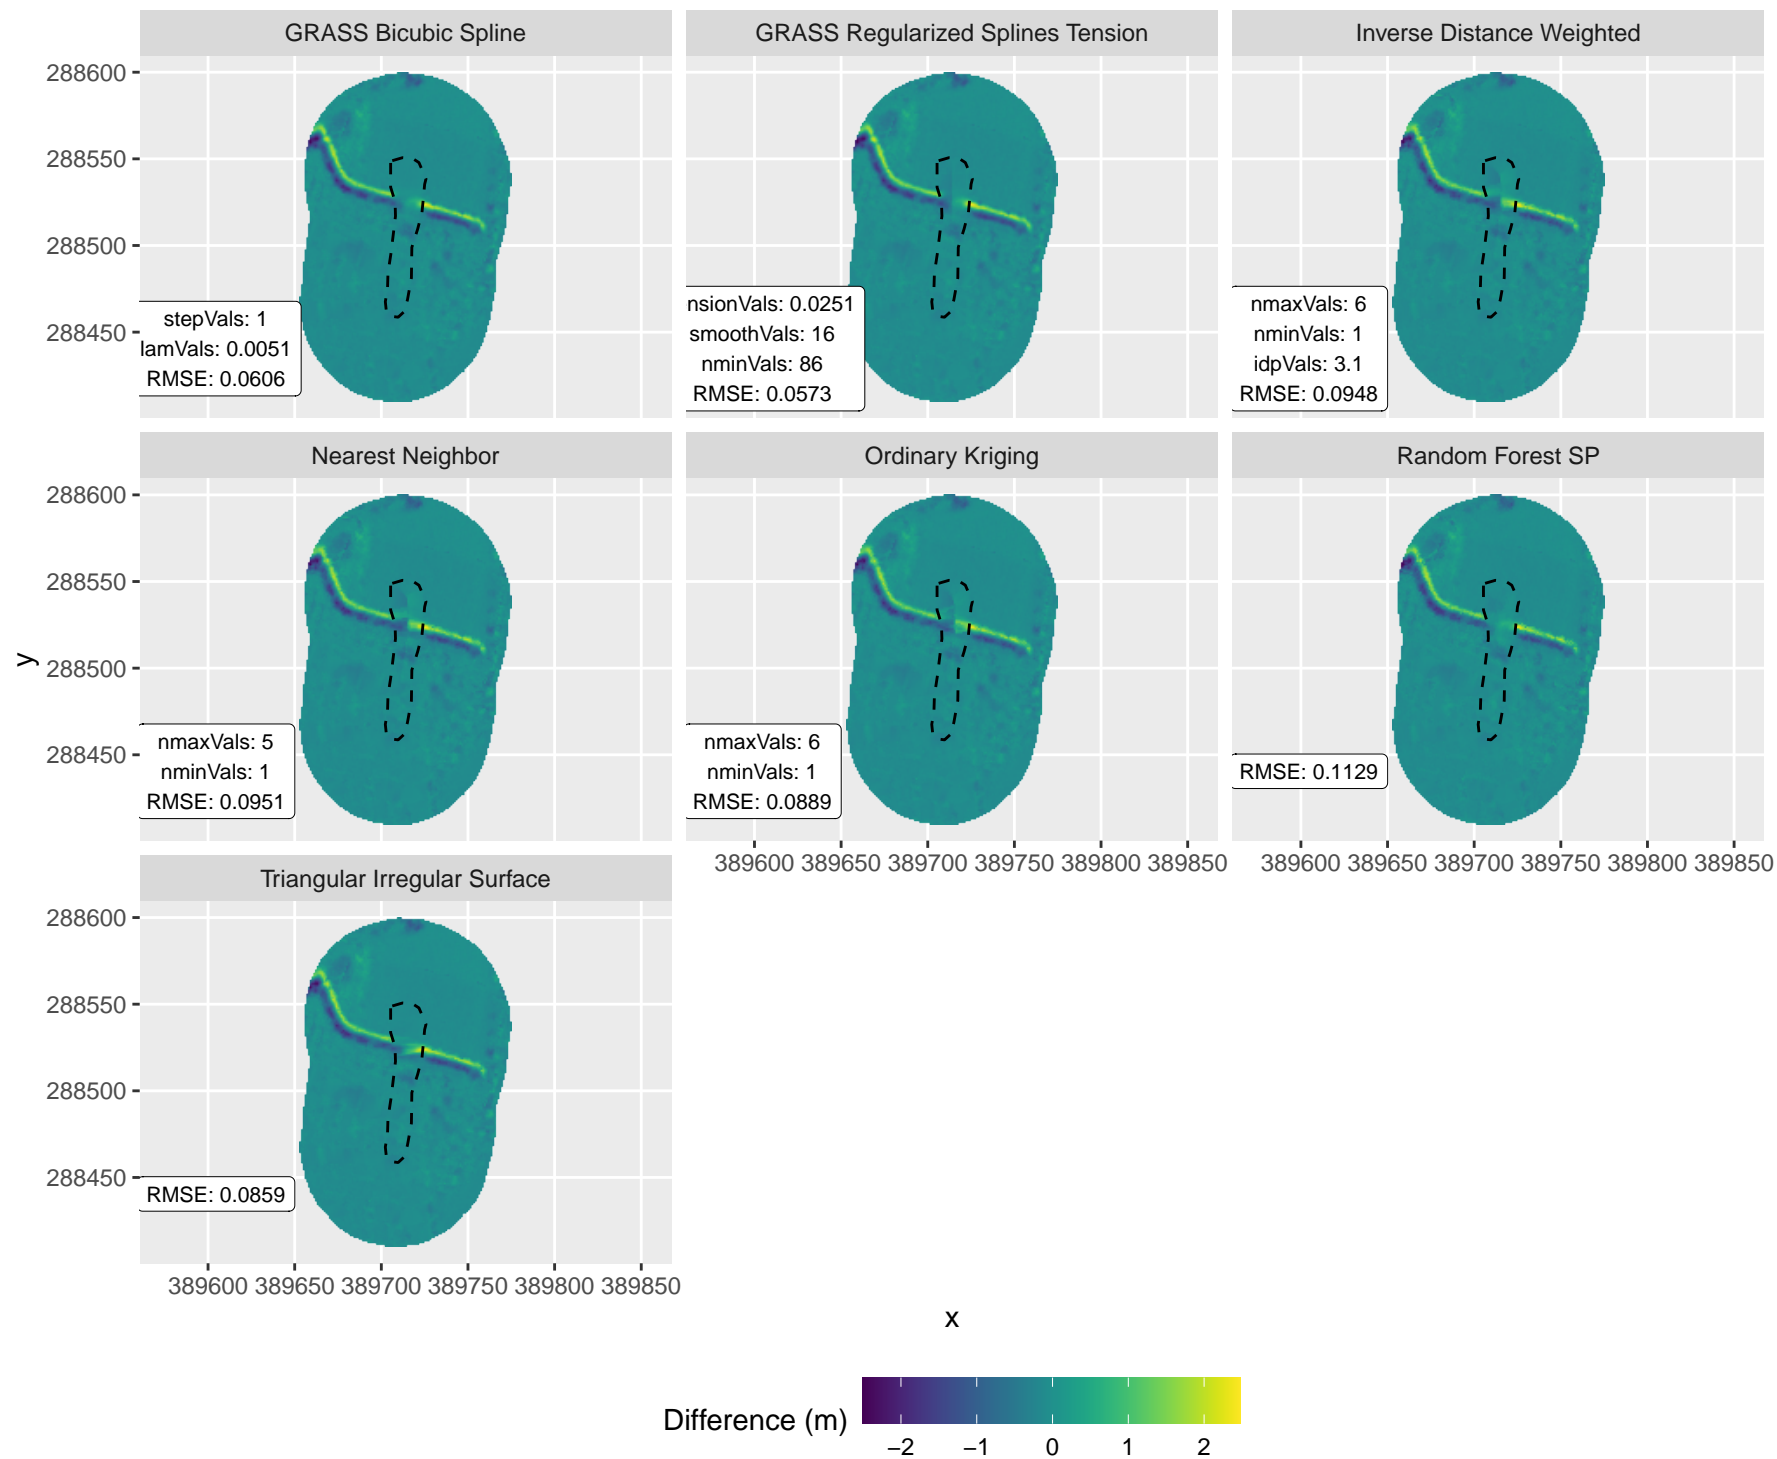 GRASS Bicubic Spline
GRASS Regularized Splines Tension
Inverse Distance Weighted
288600
288550
288500
288450
stepVals: 1
lamVals: 0.0051
RMSE: 0.0606
nsionVals: 0.0251
smoothVals: 16
nminVals: 86
RMSE: 0.0573
nmaxVals: 6
nminVals: 1
idpVals: 3.1
RMSE: 0.0948
Nearest Neighbor
Ordinary Kriging
Random Forest SP
288600
288550
288500
288450
y
nmaxVals: 5
nminVals: 1
RMSE: 0.0951
nmaxVals: 6
nminVals: 1
RMSE: 0.0889
RMSE: 0.1129
389600 389650 389700 389750 389800 389850
389600 389650 389700 389750 389800 389850
Triangular Irregular Surface
288600
288550
288500
288450
RMSE: 0.0859
389600 389650 389700 389750 389800 389850
x
Difference (m)
−2 −1 0 1 2